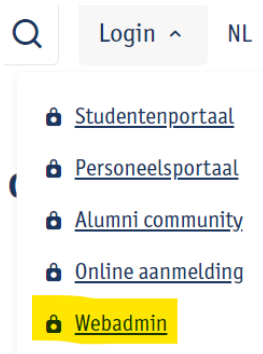 Login NL
Studentenportaal
Personeelsportaal
Alumni community
Online aanmelding
Webadmin